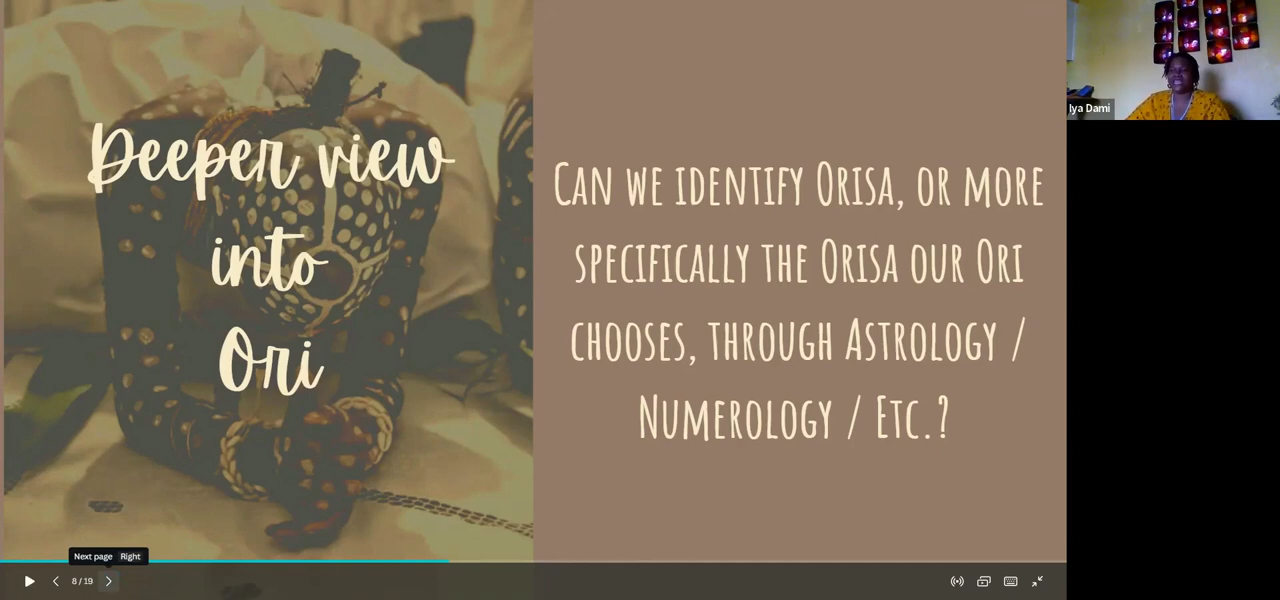 Deeper view
into
Ori
Can we identify Orisa, or more
specifically the Orisa our Ori
chooses, through Astrology /
Numerology / Etc.?
Iya Dami
Next page Right
8 / 19